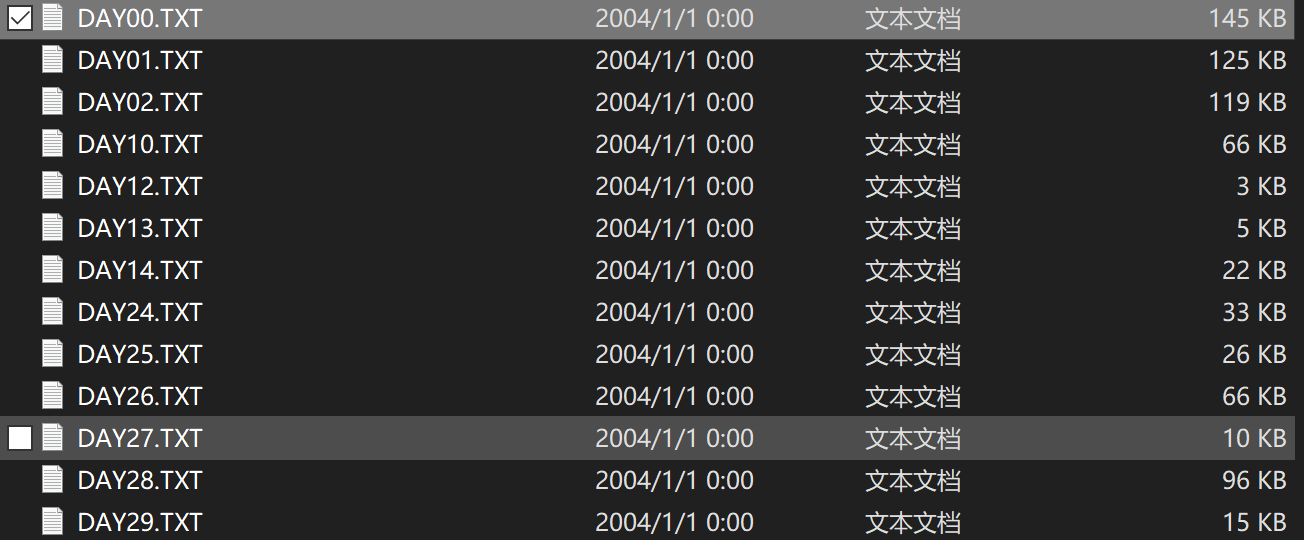 DAY00.TXT 2004/1/1 0:00 文本文档 145 KB
DAY01.TXT 2004/1/1 0:00 文本文档 125 KB
DAY02.TXT 2004/1/1 0:00 文本文档 119 KB
DAY10.TXT 2004/1/1 0:00 文本文档 66 KB
DAY12.TXT 2004/1/1 0:00 文本文档 3 KB
DAY13.TXT 2004/1/1 0:00 文本文档 5 KB
DAY14.TXT 2004/1/1 0:00 文本文档 22 KB
DAY24.TXT 2004/1/1 0:00 文本文档 33 KB
DAY25.TXT 2004/1/1 0:00 文本文档 26 KB
DAY26.TXT 2004/1/1 0:00 文本文档 66 KB
DAY27.TXT 2004/1/1 0:00 文本文档 10 KB
DAY28.TXT 2004/1/1 0:00 文本文档 96 KB
DAY29.TXT 2004/1/1 0:00 文本文档 15 KB